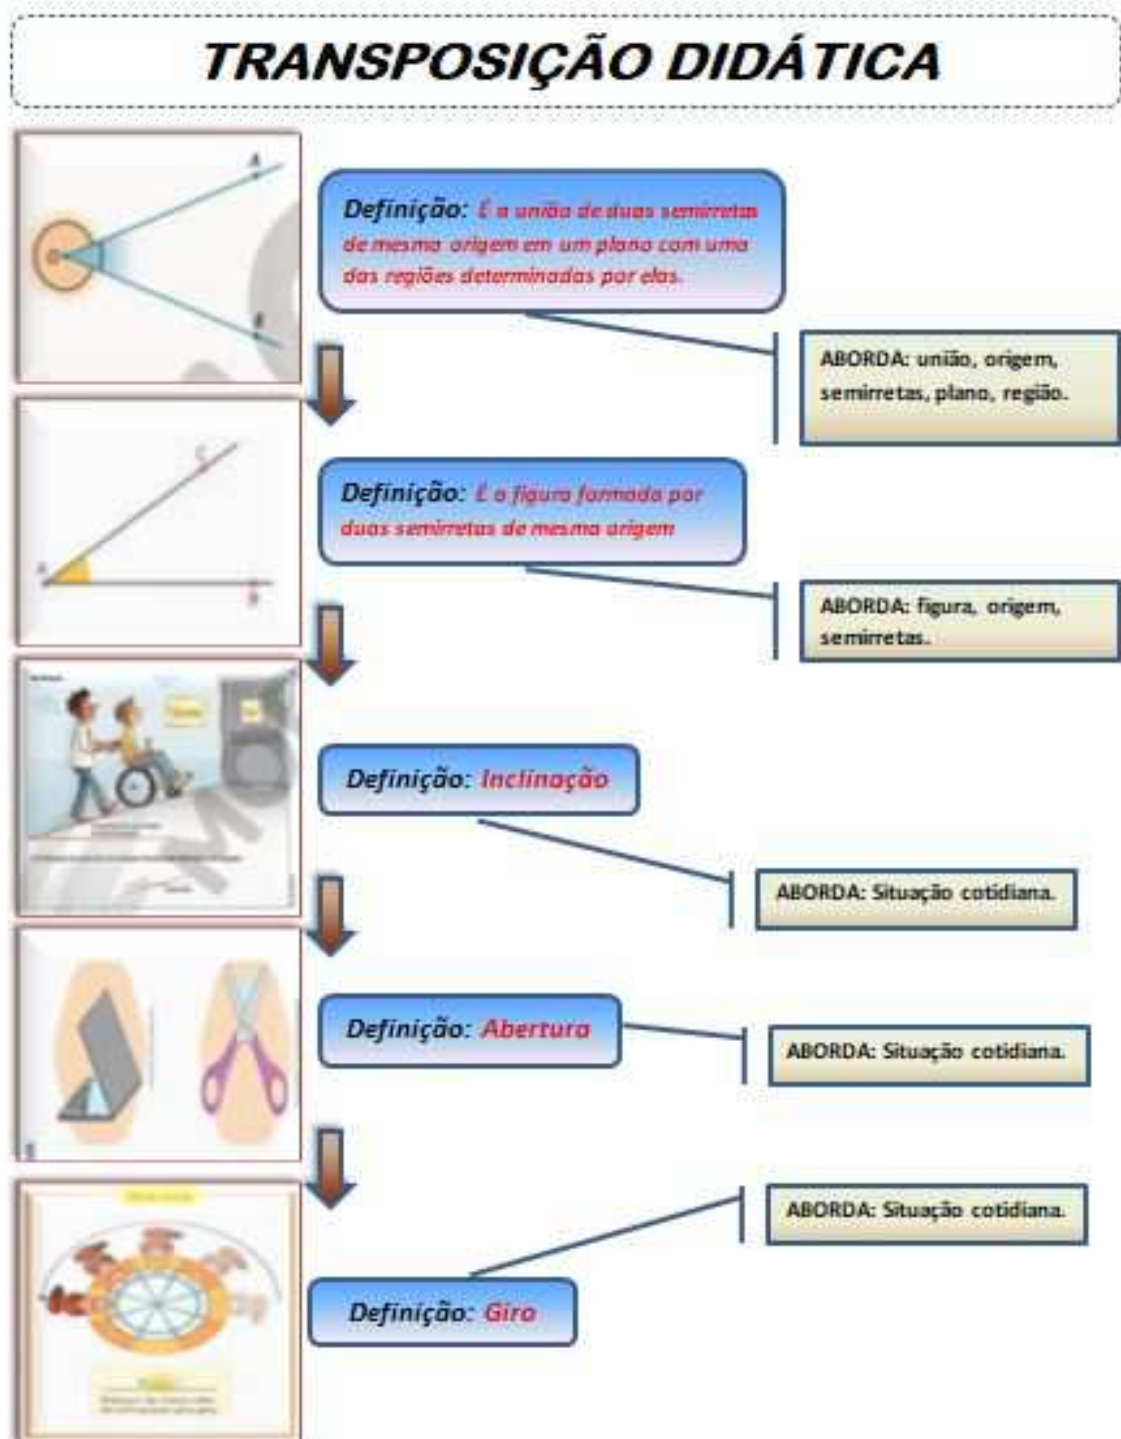 TRANSPOSIÇÃO DIDÁTICA
A
B
Definição: É a união de duas semirretas
de mesma origem em um plano com uma
das regiões determinadas por elas.
ABORDA: união, origem,
semirretas, plano, região.
C
A
B
Definição: É a figura formada por
duas semirretas de mesma origem
ABORDA: figura, origem,
semirretas.
Definição: Inclinação
ABORDA: Situação cotidiana.
Definição: Abertura
ABORDA: Situação cotidiana.
ABORDA: Situação cotidiana.
Definição: Giro